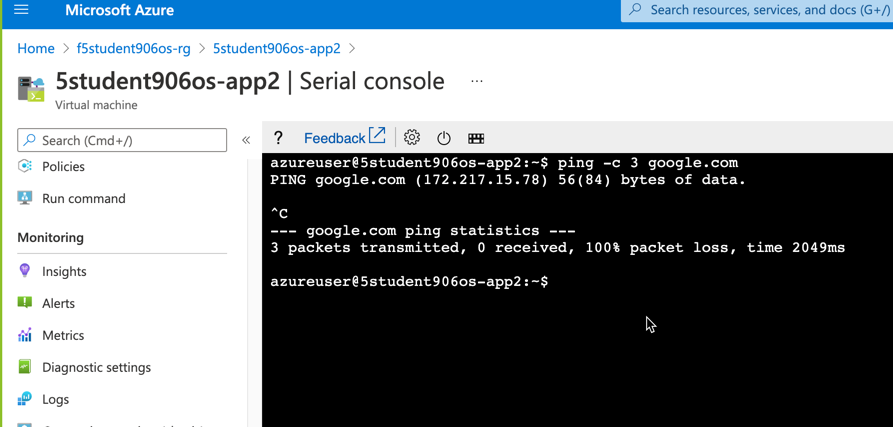 Microsoft Azure
Search resources, services, and docs (G+/)
Home > f5student906os-rg > 5student906os-app2 >
5student906os-app2 | Serial console ...
Virtual machine
Search (Cmd+/)
«
? Feedback
Policies
Run command
Monitoring
Insights
Alerts
Metrics
Diagnostic settings
Logs
azureuser@5student906os-app2:~$ ping -c 3 google.com
PING google.com (172.217.15.78) 56(84) bytes of data.
^C
--- google.com ping statistics ---
3 packets transmitted, 0 received, 100% packet loss, time 2049ms
azureuser@5student906os-app2:~$